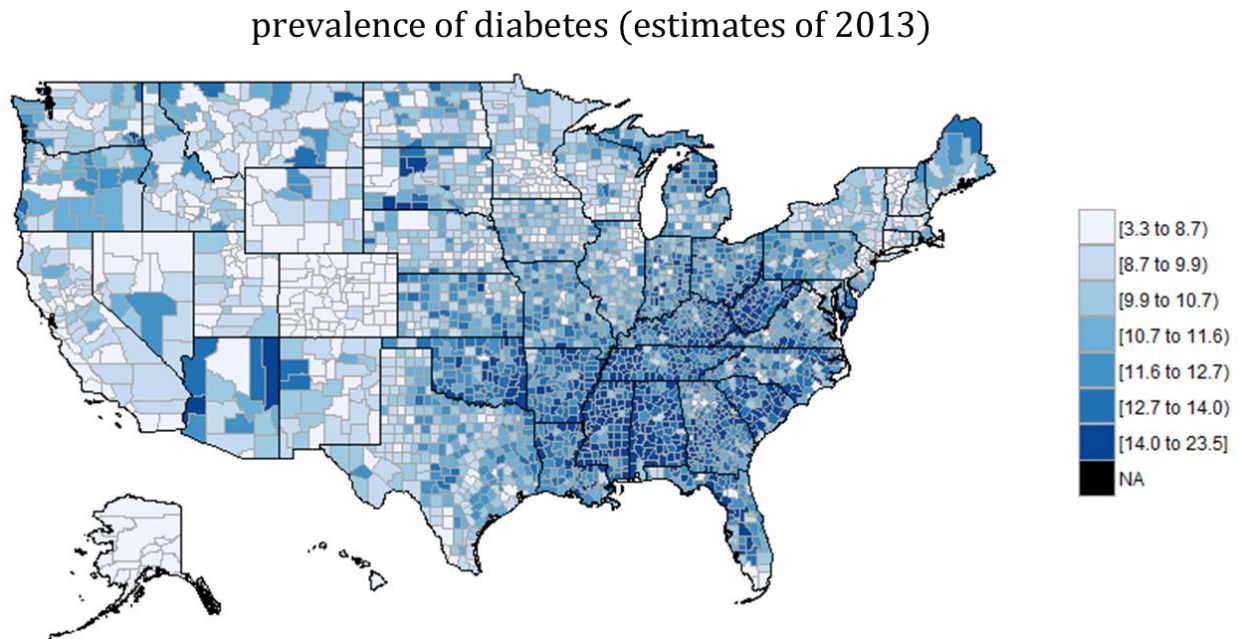 prevalence of diabetes (estimates of 2013)
[3.3 to 8.7)
[8.7 to 9.9)
[9.9 to 10.7)
[10.7 to 11.6)
[11.6 to 12.7)
[12.7 to 14.0)
[14.0 to 23.5]
NA